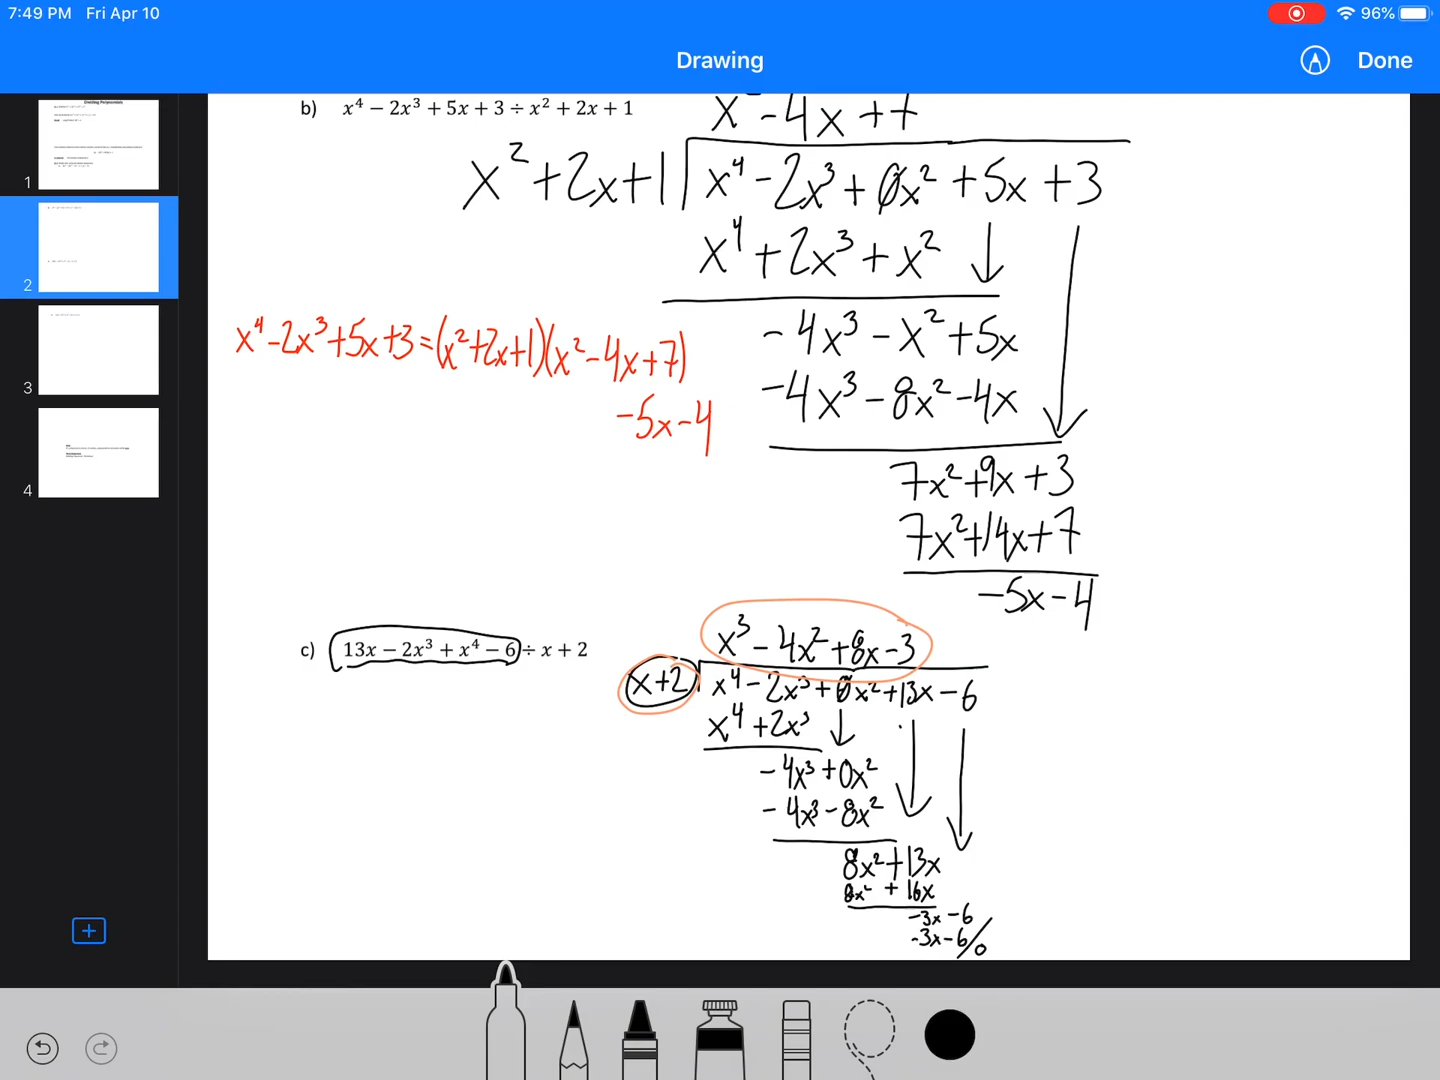 7:49 PM Fri Apr 10
96%
Drawing
Done
Dividing Polynomials
1
2
3
4
b) x⁴ − 2x³ + 5x + 3 ÷ x² + 2x + 1
x² - 4x + 7
x² + 2x + 1 x⁴ - 2x³ + 0x² + 5x + 3
x⁴ + 2x³ + x²
- 4x³ - x² + 5x
x⁴ - 2x³ + 5x + 3 = (x² + 2x + 1)(x² - 4x + 7)
- 4x³ - 8x² - 4x
- 5x - 4
7x² + 9x + 3
7x² + 14x + 7
- 5x - 4
c) 13x − 2x³ + x⁴ − 6 ÷ x + 2
x³ - 4x² + 8x - 3
x + 2 x⁴ - 2x³ + 0x² + 13x - 6
x⁴ + 2x³
- 4x³ + 0x²
- 4x³ - 8x²
8x² + 13x
8x² + 16x
- 3x - 6
- 3x - 6
0